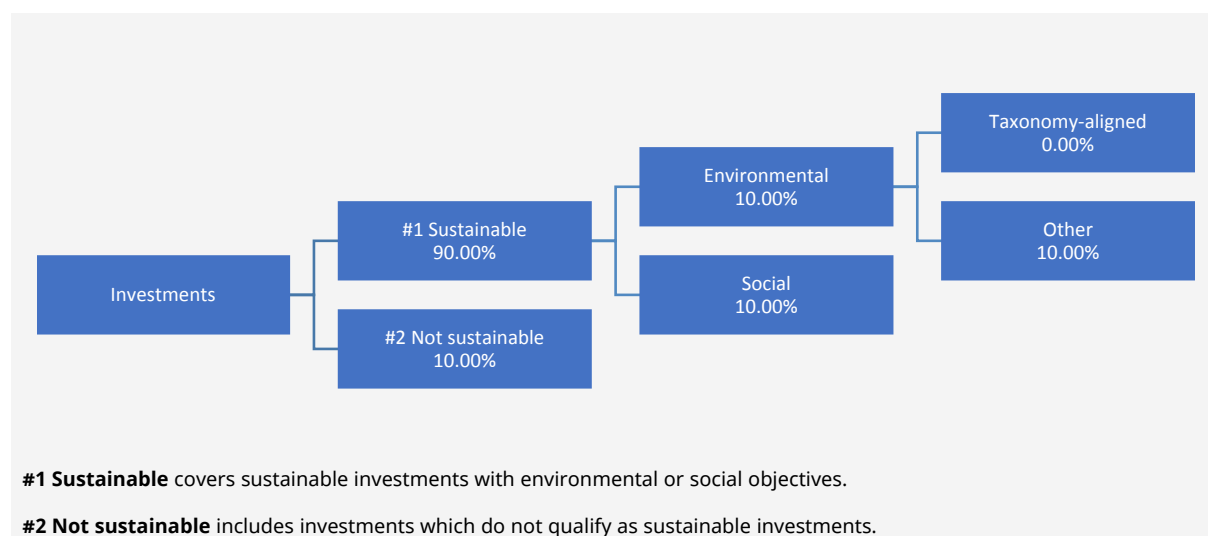 Investments
#1 Sustainable
90.00%
#2 Not sustainable
10.00%
Environmental
10.00%
Social
10.00%
Taxonomy-aligned
0.00%
Other
10.00%
#1 Sustainable covers sustainable investments with environmental or social objectives.
#2 Not sustainable includes investments which do not qualify as sustainable investments.